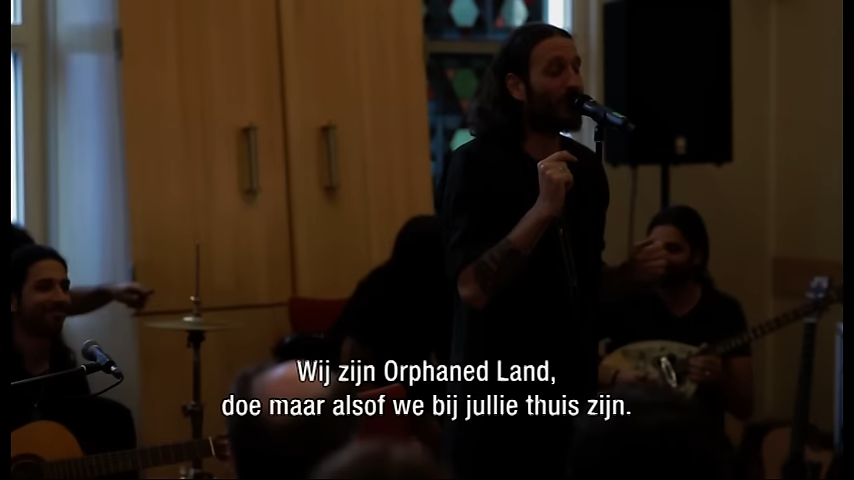 Wij zijn Orphaned Land,
doe maar alsof we bij jullie thuis zijn.